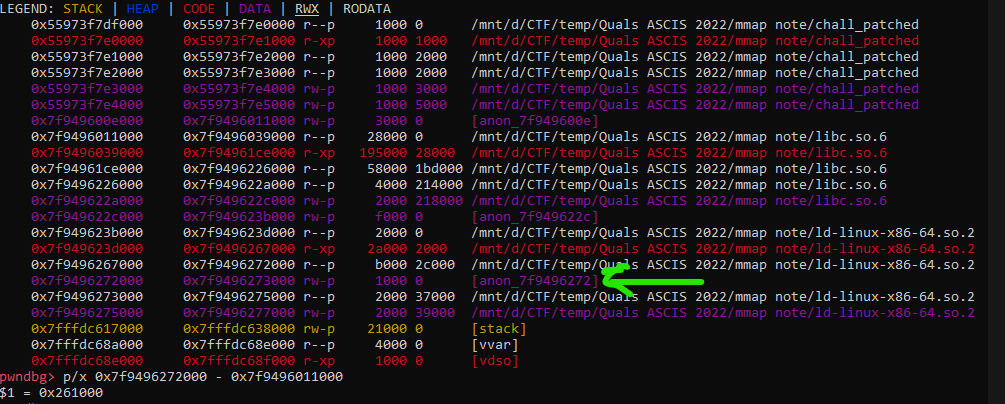 LEGEND: STACK | HEAP | CODE | DATA | RWX | RODATA
0x55973f7df000 0x55973f7e0000 r--p 1000 0 /mnt/d/CTF/temp/Quals ASCIS 2022/mmap note/chall_patched
0x55973f7e0000 0x55973f7e1000 r-xp 1000 1000 /mnt/d/CTF/temp/Quals ASCIS 2022/mmap note/chall_patched
0x55973f7e1000 0x55973f7e2000 r--p 1000 2000 /mnt/d/CTF/temp/Quals ASCIS 2022/mmap note/chall_patched
0x55973f7e2000 0x55973f7e3000 r--p 1000 2000 /mnt/d/CTF/temp/Quals ASCIS 2022/mmap note/chall_patched
0x55973f7e3000 0x55973f7e4000 rw-p 1000 3000 /mnt/d/CTF/temp/Quals ASCIS 2022/mmap note/chall_patched
0x55973f7e4000 0x55973f7e5000 rw-p 1000 5000 /mnt/d/CTF/temp/Quals ASCIS 2022/mmap note/chall_patched
0x7f949600e000 0x7f9496011000 rw-p 3000 0 [anon_7f949600e]
0x7f9496011000 0x7f9496039000 r--p 28000 0 /mnt/d/CTF/temp/Quals ASCIS 2022/mmap note/libc.so.6
0x7f9496039000 0x7f94961ce000 r-xp 195000 28000 /mnt/d/CTF/temp/Quals ASCIS 2022/mmap note/libc.so.6
0x7f94961ce000 0x7f9496226000 r--p 58000 1bd000 /mnt/d/CTF/temp/Quals ASCIS 2022/mmap note/libc.so.6
0x7f9496226000 0x7f949622a000 r--p 4000 214000 /mnt/d/CTF/temp/Quals ASCIS 2022/mmap note/libc.so.6
0x7f949622a000 0x7f949622c000 rw-p 2000 218000 /mnt/d/CTF/temp/Quals ASCIS 2022/mmap note/libc.so.6
0x7f949622c000 0x7f949623b000 rw-p f000 0 [anon_7f949622c]
0x7f949623b000 0x7f949623d000 r--p 2000 0 /mnt/d/CTF/temp/Quals ASCIS 2022/mmap note/ld-linux-x86-64.so.2
0x7f949623d000 0x7f9496267000 r-xp 2a000 2000 /mnt/d/CTF/temp/Quals ASCIS 2022/mmap note/ld-linux-x86-64.so.2
0x7f9496267000 0x7f9496272000 r--p b000 2c000 /mnt/d/CTF/temp/Quals ASCIS 2022/mmap note/ld-linux-x86-64.so.2
0x7f9496272000 0x7f9496273000 rw-p 1000 0 [anon_7f9496272]
0x7f9496273000 0x7f9496275000 r--p 2000 37000 /mnt/d/CTF/temp/Quals ASCIS 2022/mmap note/ld-linux-x86-64.so.2
0x7f9496275000 0x7f9496277000 rw-p 2000 39000 /mnt/d/CTF/temp/Quals ASCIS 2022/mmap note/ld-linux-x86-64.so.2
0x7fffdc617000 0x7fffdc638000 rw-p 21000 0 [stack]
0x7fffdc68a000 0x7fffdc68e000 r--p 4000 0 [vvar]
0x7fffdc68e000 0x7fffdc68f000 r-xp 1000 0 [vdso]
pwndbg> p/x 0x7f9496272000 - 0x7f9496011000
$1 = 0x261000